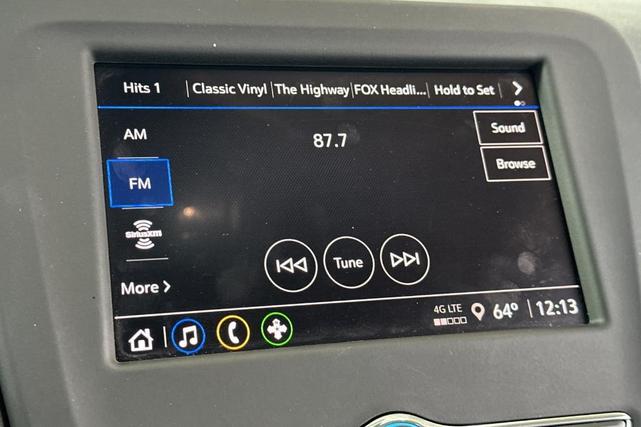 Hits 1 | Classic Vinyl | The Highway | FOX Headli... | Hold to Set |
AM
87.7
Sound
FM
Browse
SiriusXM
Tune
More
4G LTE
64° | 12:13